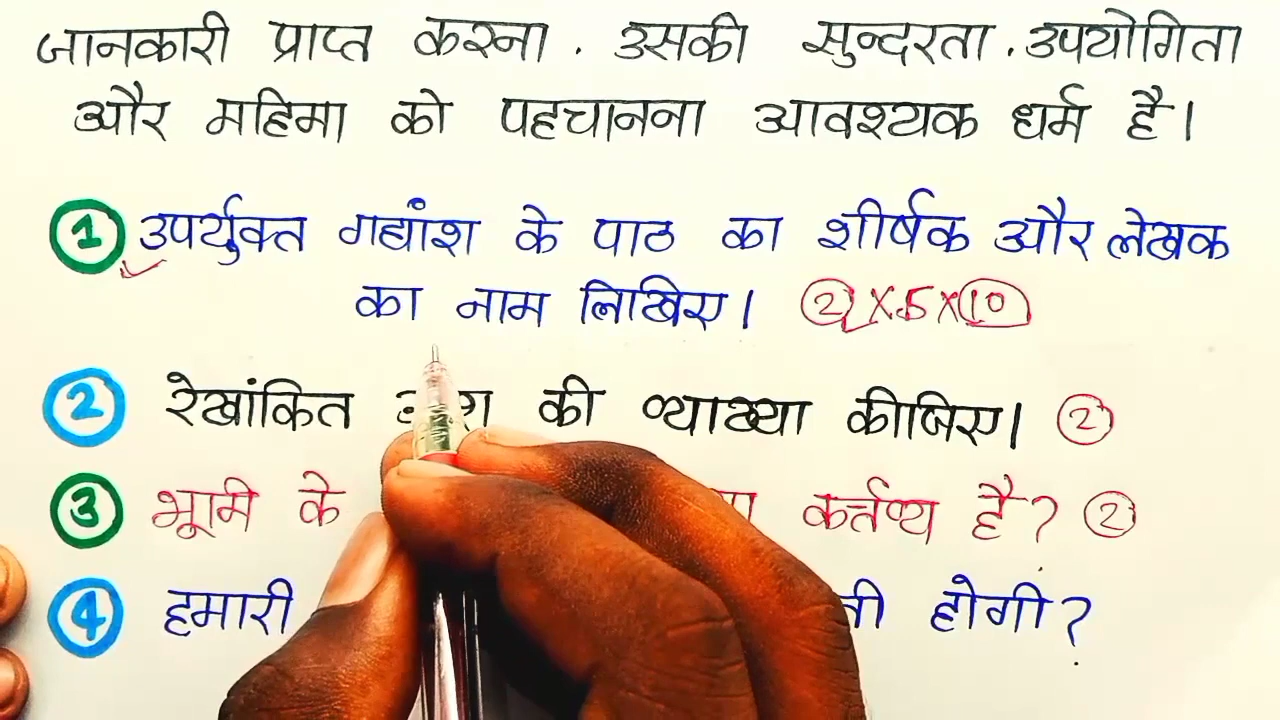 जानकारी प्राप्त करना . उसकी सुन्दरता . उपयोगिता
और महिमा को पहचानना आवश्यक धर्म है।
1 उपर्युक्त गद्यांश के पाठ का शीर्षक और लेखक
का नाम लिखिए। 2 × 5 × 10
2 रेखांकित की व्याख्या कीजिए। 2
3 भूमि के कर्त्तव्य है? 2
4 हमारी होगी?